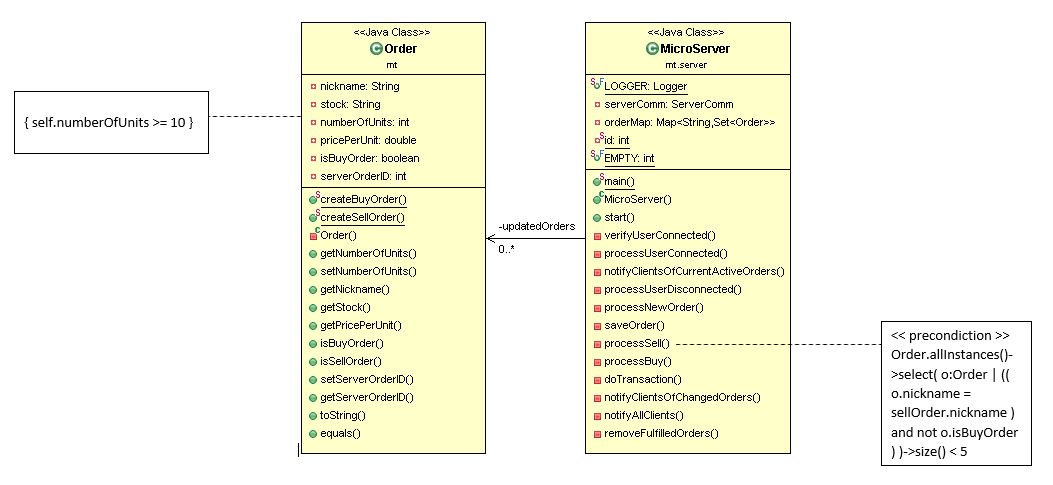 { self.numberOfUnits >= 10 }
<<Java Class>>
Order
mt
nickname: String
stock: String
numberOfUnits: int
pricePerUnit: double
isBuyOrder: boolean
serverOrderID: int
createBuyOrder()
createSellOrder()
Order()
getNumberOfUnits()
setNumberOfUnits()
getNickname()
getStock()
getPricePerUnit()
isBuyOrder()
isSellOrder()
setServerOrderID()
getServerOrderID()
toString()
equals()
-updatedOrders
0..*
<<Java Class>>
MicroServer
mt.server
LOGGER: Logger
serverComm: ServerComm
orderMap: Map<String,Set<Order>>
id: int
EMPTY: int
main()
MicroServer()
start()
verifyUserConnected()
processUserConnected()
notifyClientsOfCurrentActiveOrders()
processUserDisconnected()
processNewOrder()
saveOrder()
processSell()
processBuy()
doTransaction()
notifyClientsOfChangedOrders()
notifyAllClients()
removeFulfilledOrders()
<< precondiction >>
Order.allInstances()-
>select( o:Order | ((
o.nickname =
sellOrder.nickname )
and not o.isBuyOrder
) )->size() < 5